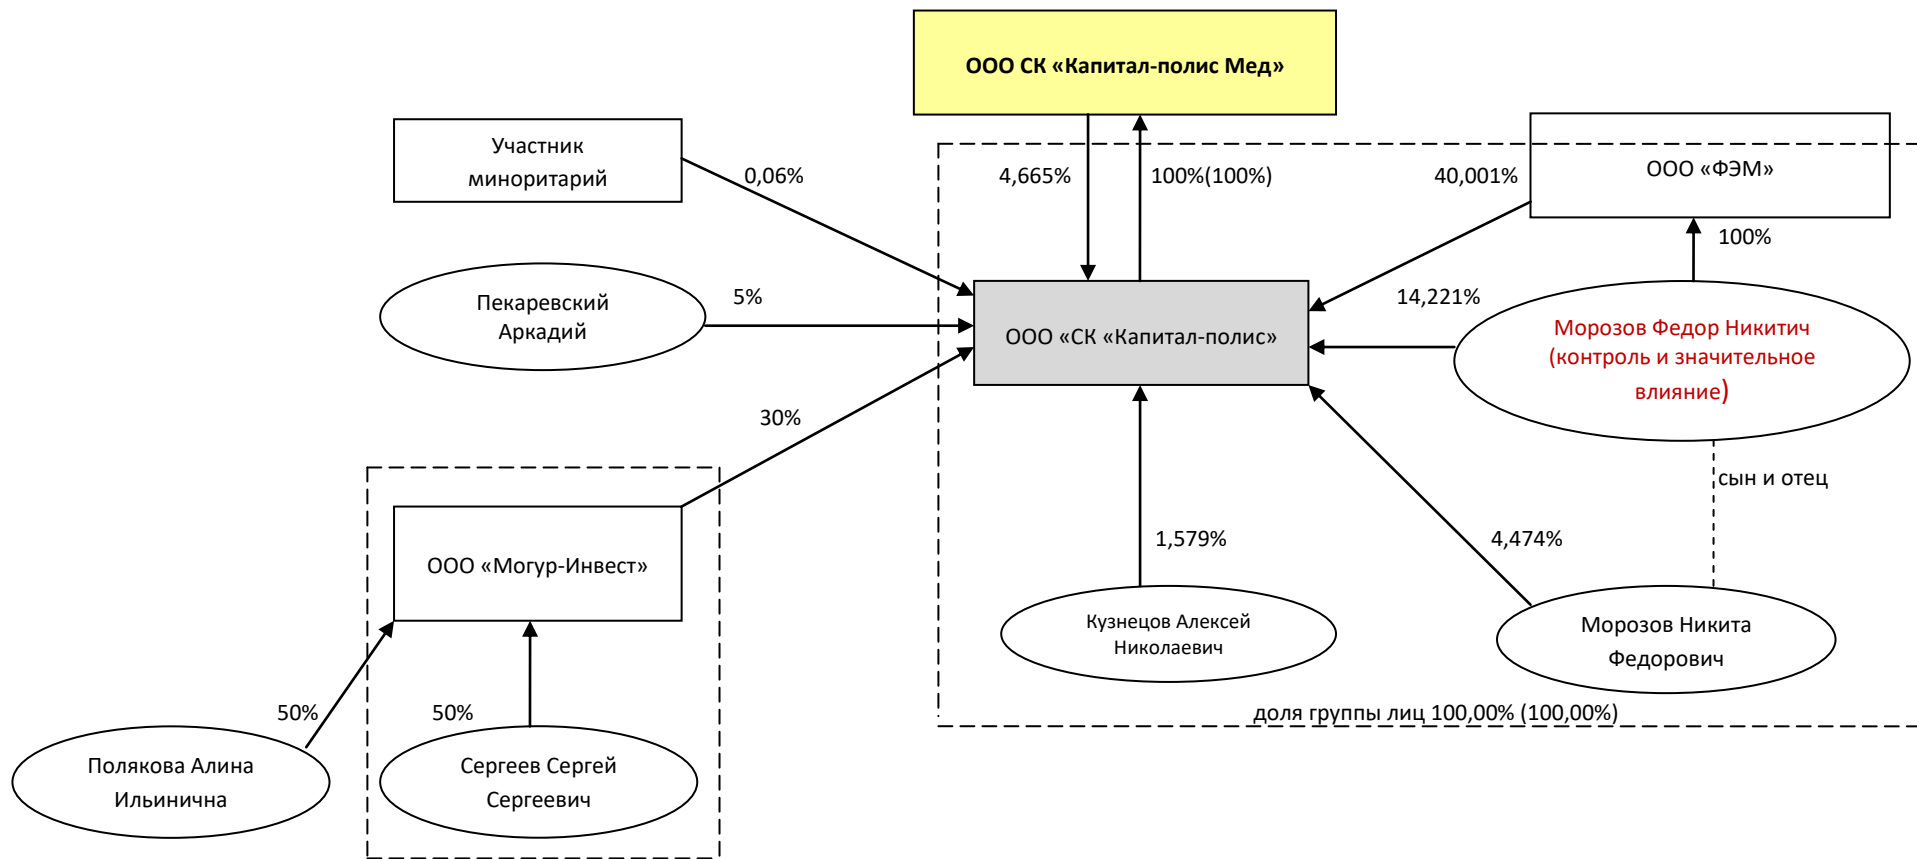 ООО СК «Капитал-полис Мед»
Участник
миноритарий
0,06%
4,665%
100%(100%)
40,001%
ООО «ФЭМ»
100%
Пекаревский
Аркадий
5%
ООО «СК «Капитал-полис»
14,221%
Морозов Федор Никитич
(контроль и значительное
влияние)
30%
сын и отец
ООО «Могур-Инвест»
1,579%
4,474%
Кузнецов Алексей
Николаевич
Морозов Никита
Федорович
50%
50%
доля группы лиц 100,00% (100,00%)
Полякова Алина
Ильинична
Сергеев Сергей
Сергеевич